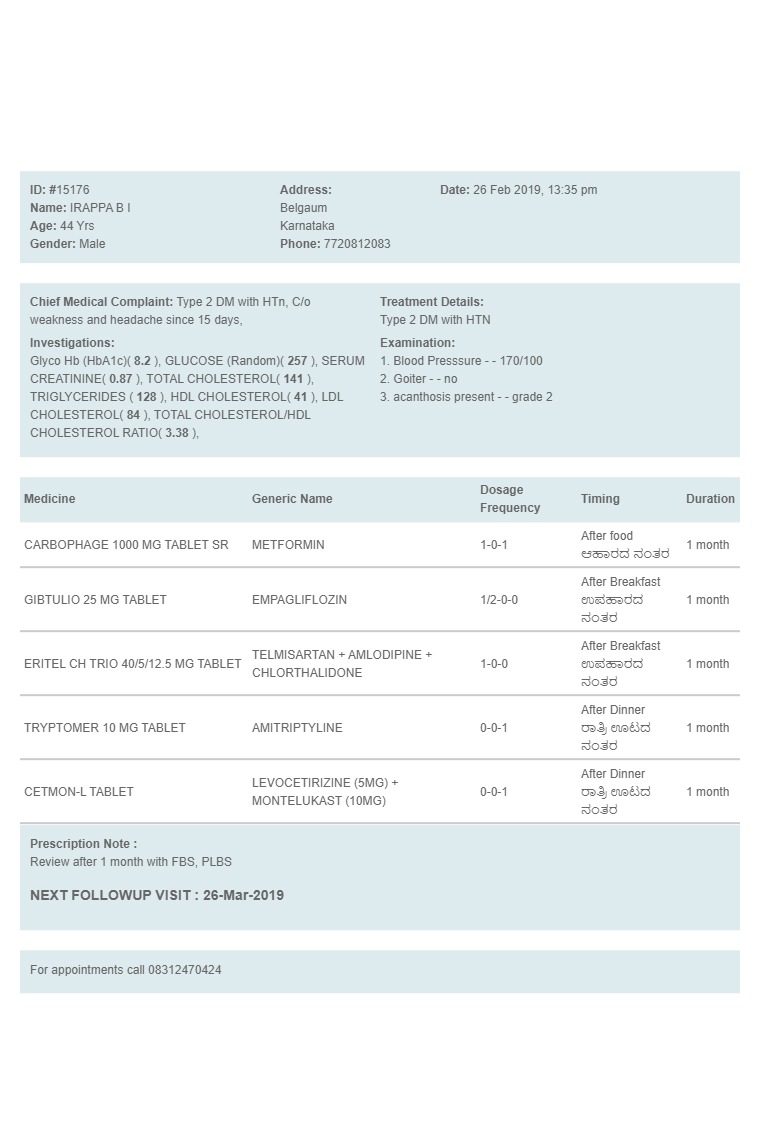 ID: #15176
Name: IRAPPA B I
Age: 44 Yrs
Gender: Male
Address:
Belgaum
Karnataka
Phone: 7720812083
Date: 26 Feb 2019, 13:35 pm
Chief Medical Complaint: Type 2 DM with HTn, C/o
weakness and headache since 15 days,
Investigations:
Glyco Hb (HbA1c)( 8.2 ), GLUCOSE (Random)( 257 ), SERUM
CREATININE( 0.87 ), TOTAL CHOLESTEROL( 141 ),
TRIGLYCERIDES ( 128 ), HDL CHOLESTEROL( 41 ), LDL
CHOLESTEROL( 84 ), TOTAL CHOLESTEROL/HDL
CHOLESTEROL RATIO( 3.38 ),
Treatment Details:
Type 2 DM with HTN
Examination:
1. Blood Presssure - - 170/100
2. Goiter - - no
3. acanthosis present - - grade 2
Medicine Generic Name Dosage Frequency Timing Duration
CARBOPHAGE 1000 MG TABLET SR METFORMIN 1-0-1 After food ಆಹಾರದ ನಂತರ 1 month
GIBTULIO 25 MG TABLET EMPAGLIFLOZIN 1/2-0-0 After Breakfast ಉಪಹಾರದ ನಂತರ 1 month
ERITEL CH TRIO 40/5/12.5 MG TABLET TELMISARTAN + AMLODIPINE + CHLORTHALIDONE 1-0-0 After Breakfast ಉಪಹಾರದ ನಂತರ 1 month
TRYPTOMER 10 MG TABLET AMITRIPTYLINE 0-0-1 After Dinner ರಾತ್ರಿ ಊಟದ ನಂತರ 1 month
CETMON-L TABLET LEVOCETIRIZINE (5MG) + MONTELUKAST (10MG) 0-0-1 After Dinner ರಾತ್ರಿ ಊಟದ ನಂತರ 1 month
Prescription Note :
Review after 1 month with FBS, PLBS
NEXT FOLLOWUP VISIT : 26-Mar-2019
For appointments call 08312470424